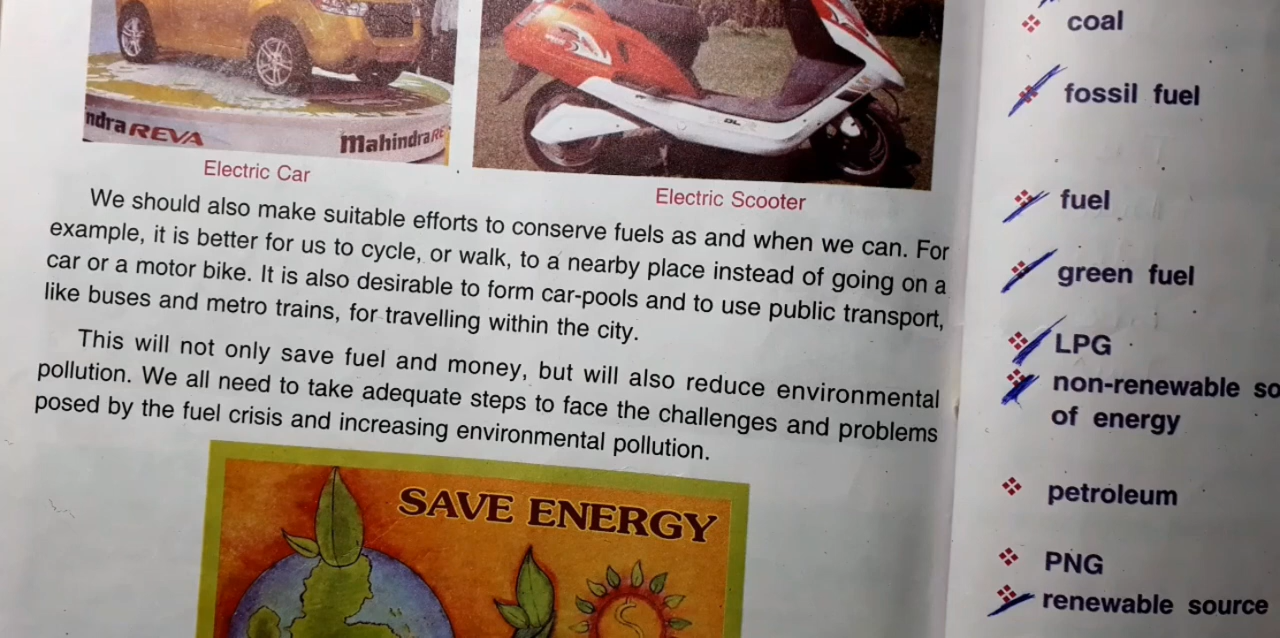 ndra REVA
Mahindra RE
Electric Car
Electric Scooter
We should also make suitable efforts to conserve fuels as and when we can. For
example, it is better for us to cycle, or walk, to a nearby place instead of going on a
car or a motor bike. It is also desirable to form car-pools and to use public transport,
like buses and metro trains, for travelling within the city.
This will not only save fuel and money, but will also reduce environmental
pollution. We all need to take adequate steps to face the challenges and problems
posed by the fuel crisis and increasing environmental pollution.
SAVE ENERGY
coal
fossil fuel
fuel
green fuel
LPG
non-renewable so
of energy
petroleum
PNG
renewable source